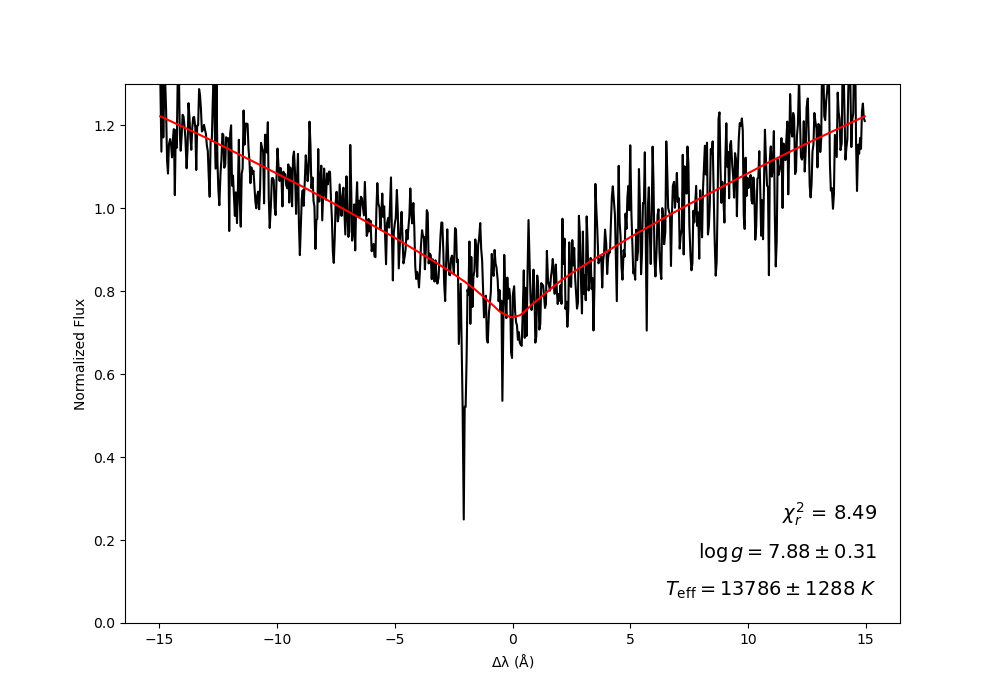 1.2
1.0
0.8
0.6
0.4
0.2
0.0
Normalized Flux
χ²ᵣ = 8.49
log g = 7.88 ± 0.31
T_eff = 13786 ± 1288 K
−15 −10 −5 0 5 10 15
Δλ (Å)